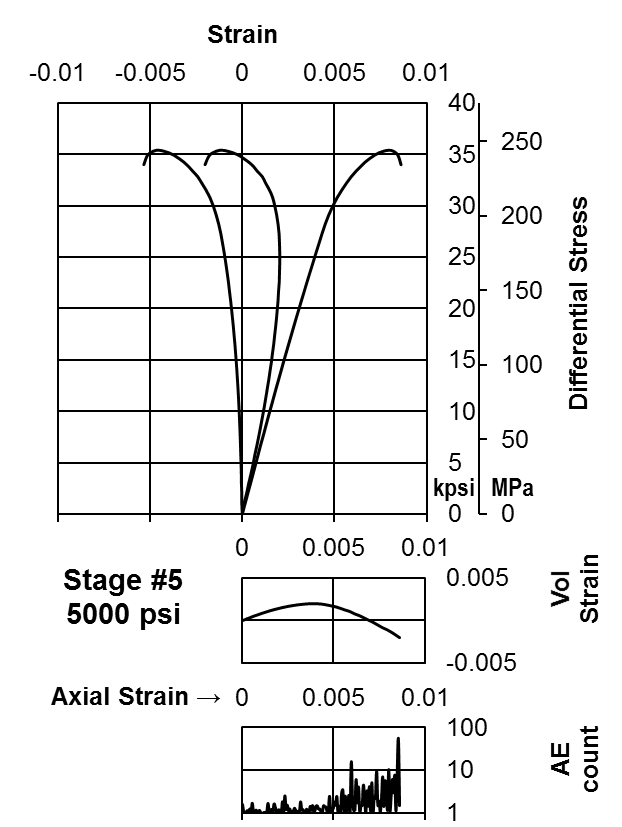 Strain
-0.01 -0.005 0 0.005 0.01
40
35
30
25
20
15
10
5
kpsi
0
250
200
150
100
50
MPa
0
Differential Stress
0 0.005 0.01
Stage #5
5000 psi
0.005
-0.005
Vol
Strain
Axial Strain → 0 0.005 0.01
100
10
1
AE
count